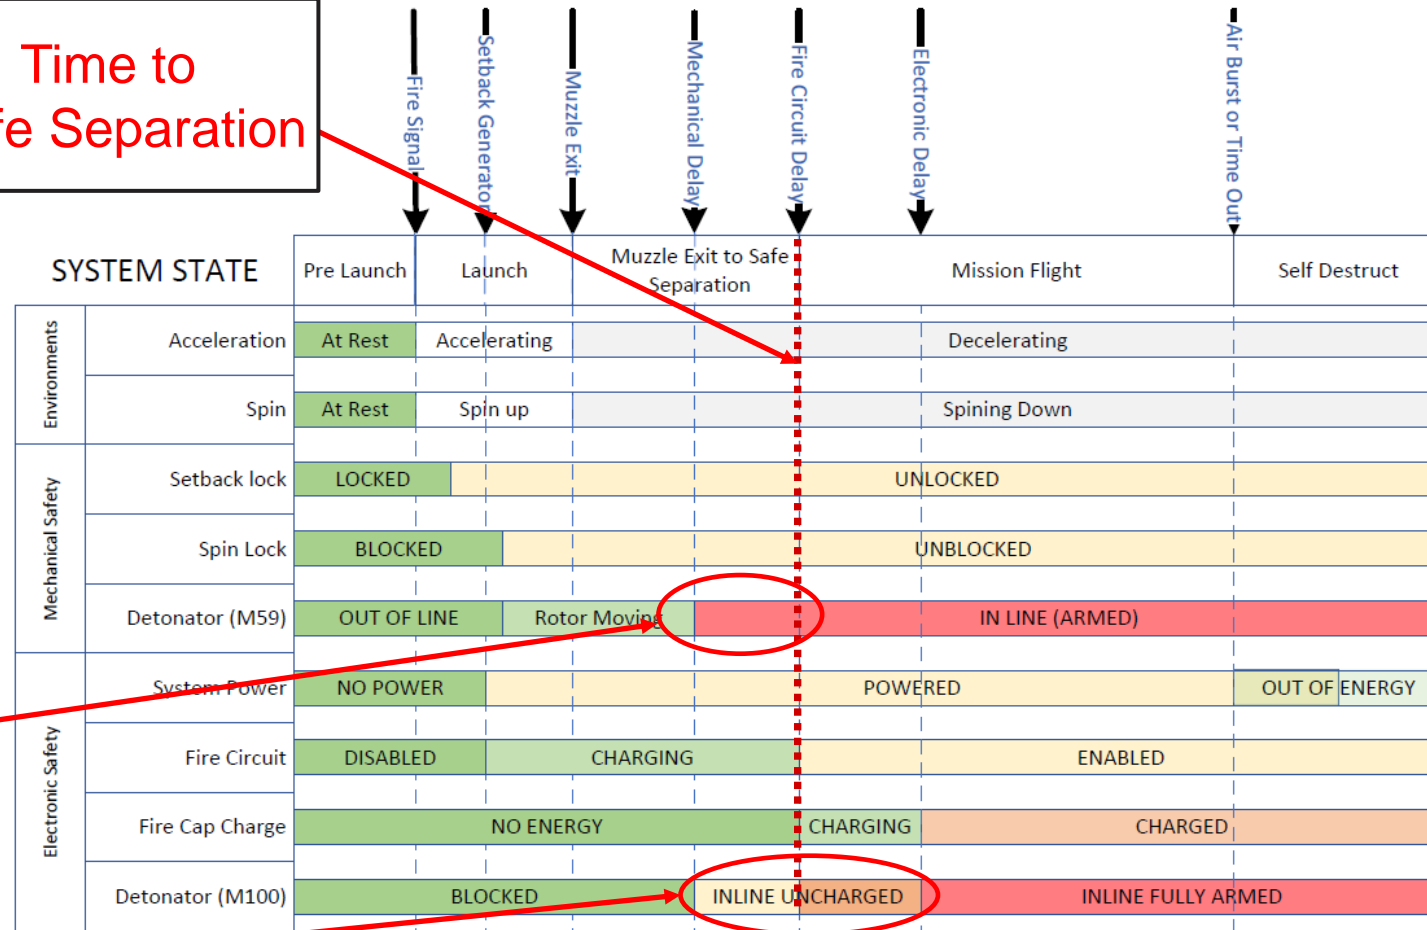 Time to
fe Separation
Fire Signal
Setback Generator
Muzzle Exit
Mechanical Delay
Fire Circuit Delay
Electronic Delay
Air Burst or Time Out
SYSTEM STATE
Pre Launch
Launch
Muzzle Exit to Safe
Separation
Mission Flight
Self Destruct
Environments
Acceleration
At Rest
Accelerating
Decelerating
Spin
At Rest
Spin up
Spining Down
Mechanical Safety
Setback lock
LOCKED
UNLOCKED
Spin Lock
BLOCKED
UNBLOCKED
Detonator (M59)
OUT OF LINE
Rotor Moving
IN LINE (ARMED)
Electronic Safety
System Power
NO POWER
POWERED
OUT OF ENERGY
Fire Circuit
DISABLED
CHARGING
ENABLED
Fire Cap Charge
NO ENERGY
CHARGING
CHARGED
Detonator (M100)
BLOCKED
INLINE UNCHARGED
INLINE FULLY ARMED